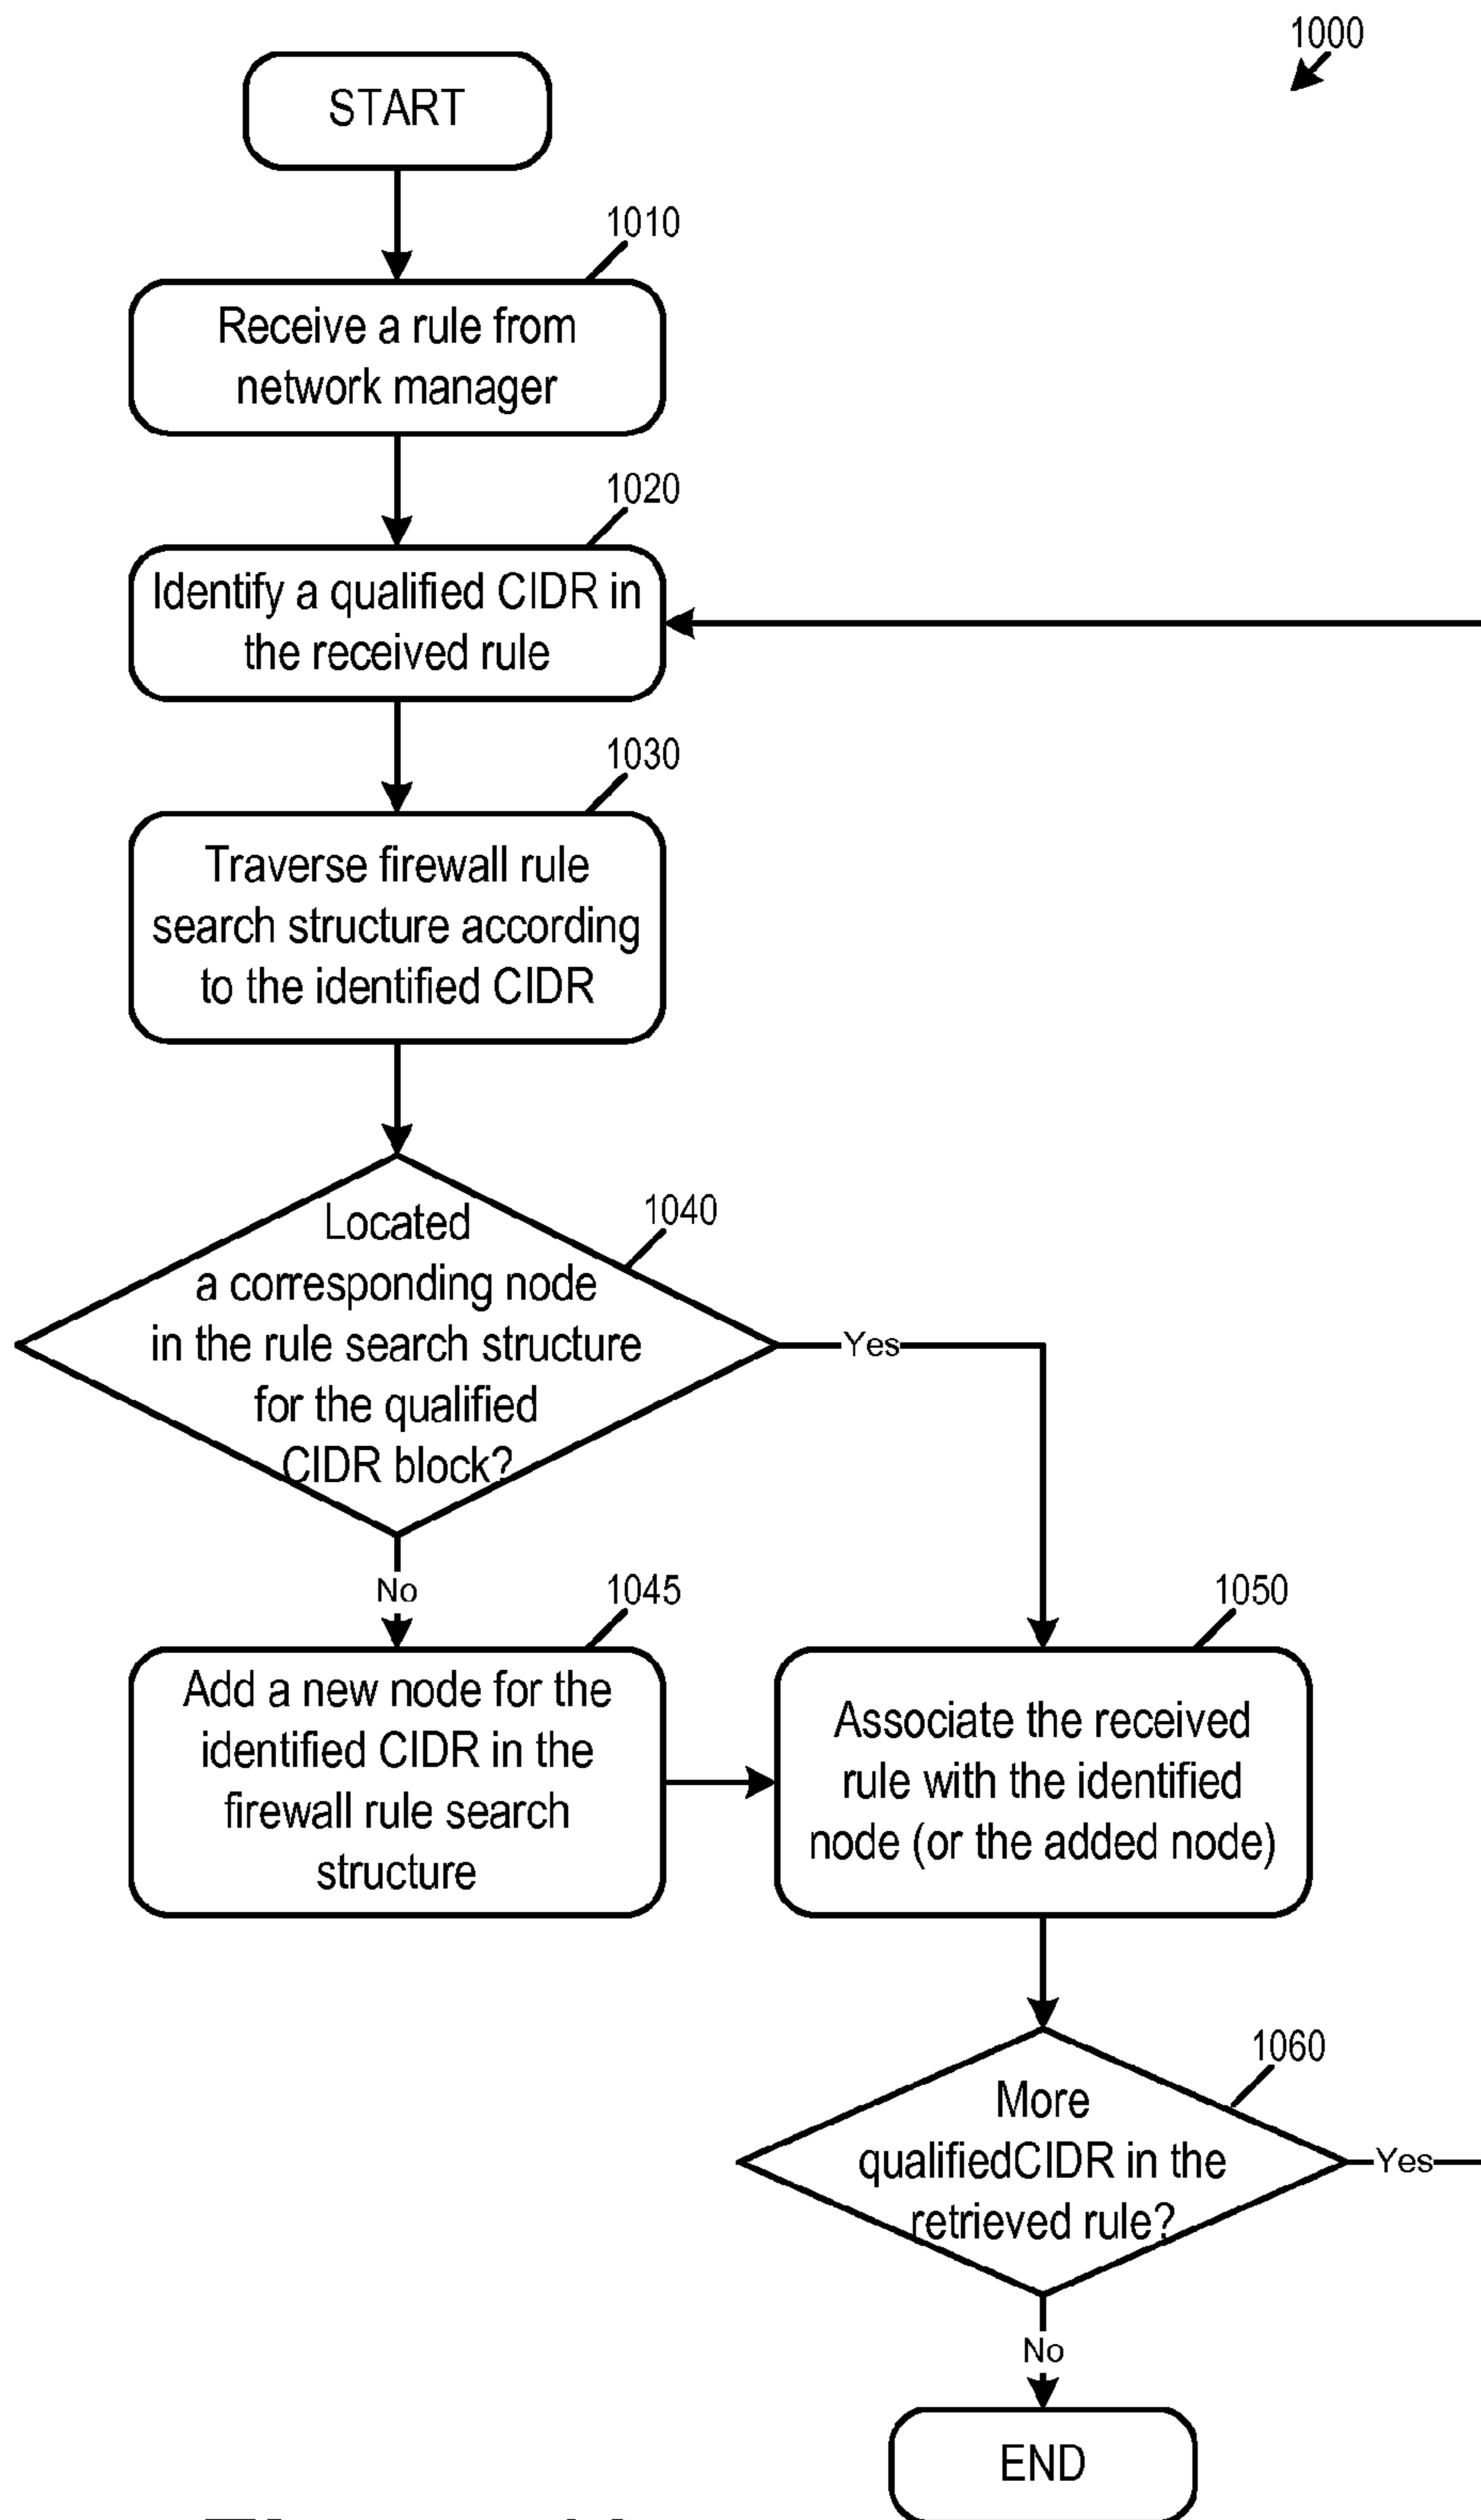 1000
START
1010
Receive a rule from
network manager
1020
Identify a qualified CIDR in
the received rule
1030
Traverse firewall rule
search structure according
to the identified CIDR
1040
Located
a corresponding node
in the rule search structure
for the qualified
CIDR block?
Yes
No
1045
Add a new node for the
identified CIDR in the
firewall rule search
structure
1050
Associate the received
rule with the identified
node (or the added node)
1060
More
qualifiedCIDR in the
retrieved rule?
Yes
No
END